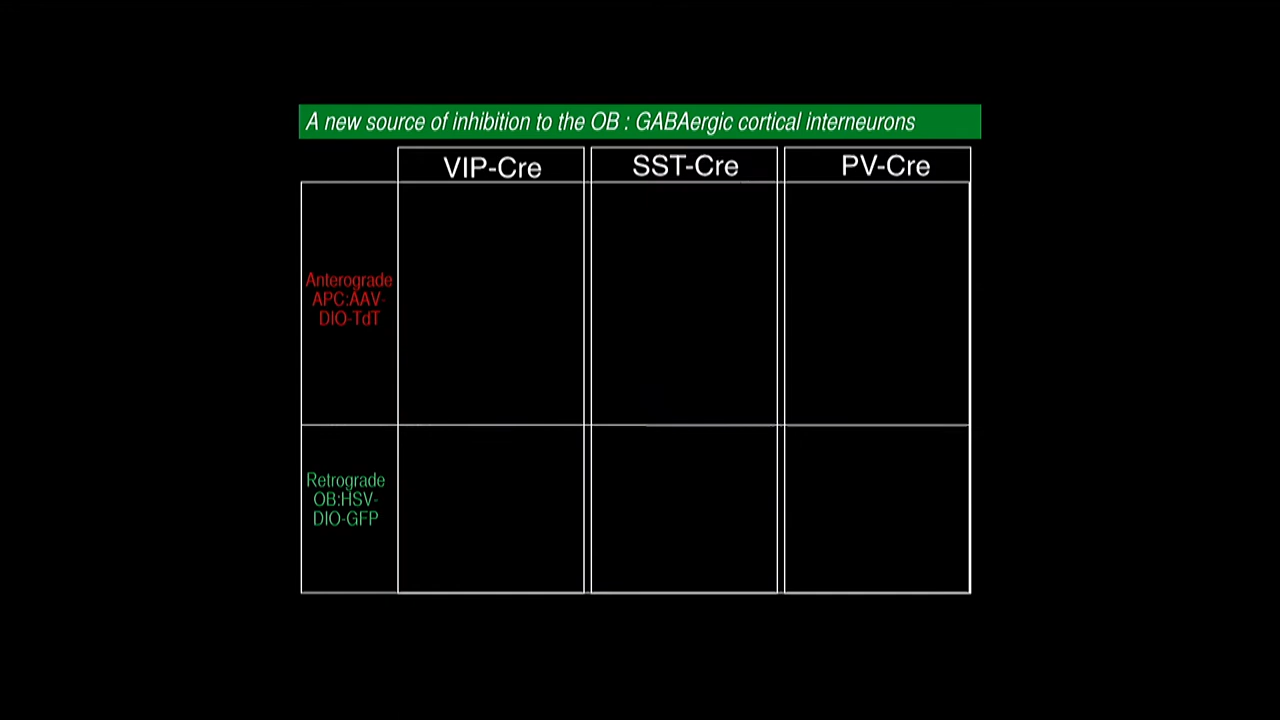 A new source of inhibition to the OB : GABAergic cortical interneurons
VIP-Cre
SST-Cre
PV-Cre
Anterograde
APC:AAV-
DIO-TdT
Retrograde
OB:HSV-
DIO-GFP